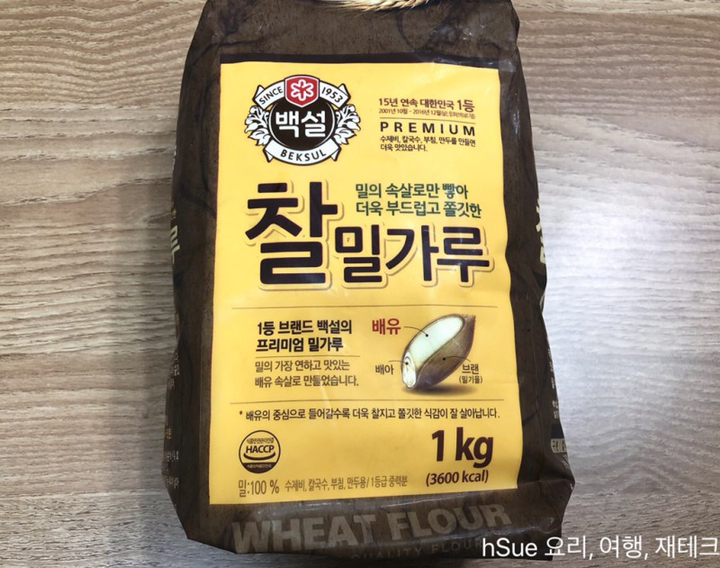 SINCE 1953
백설
BEKSUL
15년 연속 대한민국 1등
PREMIUM
수제비, 칼국수, 부침, 만두를 만들면
더욱 맛있습니다.
밀의 속살로만 빻아
더욱 부드럽고 쫄깃한
찰밀가루
1등 브랜드 백설의
프리미엄 밀가루
밀의 가장 연하고 맛있는
배유 속살로 만들었습니다.
배유
배아
브랜
(밀기울)
* 배유의 중심으로 들어갈수록 더욱 찰지고 쫄깃한 식감이 잘 살아납니다.
HACCP
1 kg
(3600 kcal)
밀:100 % 수제비, 칼국수, 부침, 만두용/1등급 중력분
WHEAT FLOUR
QUALITY FLOUR
hSue 요리, 여행, 재테크